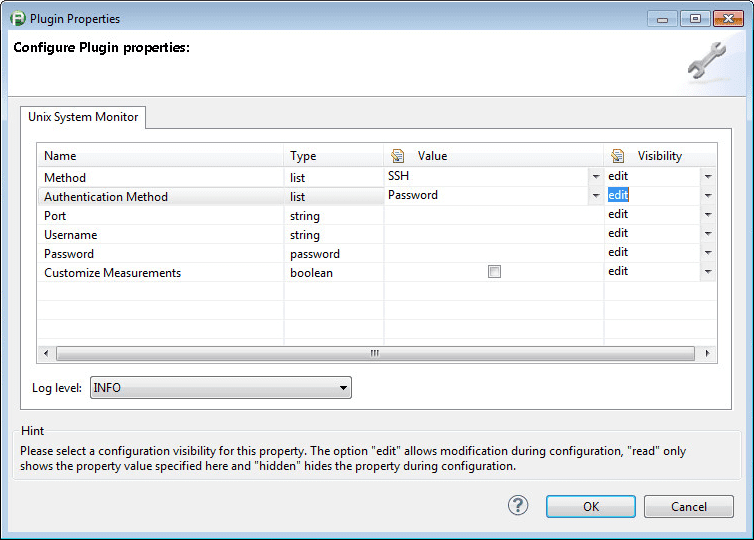 Plugin Properties
Configure Plugin properties:
Unix System Monitor
Name Type Value Visibility
Method list SSH edit
Authentication Method list Password edit
Port string edit
Username string edit
Password password edit
Customize Measurements boolean edit
Log level: INFO
Hint
Please select a configuration visibility for this property. The option "edit" allows modification during configuration, "read" only
shows the property value specified here and "hidden" hides the property during configuration.
? OK Cancel